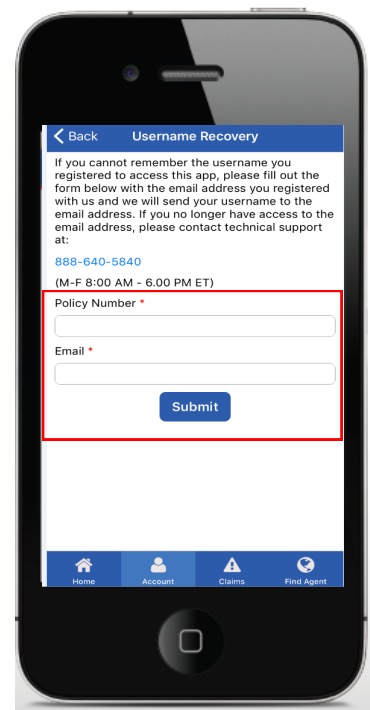 Back Username Recovery
If you cannot remember the username you
registered to access this app, please fill out the
form below with the email address you registered
with us and we will send your username to the
email address. If you no longer have access to the
email address, please contact technical support
at:
888-640-5840
(M-F 8:00 AM - 6.00 PM ET)
Policy Number *
Email *
Submit
Home Account Claims Find Agent